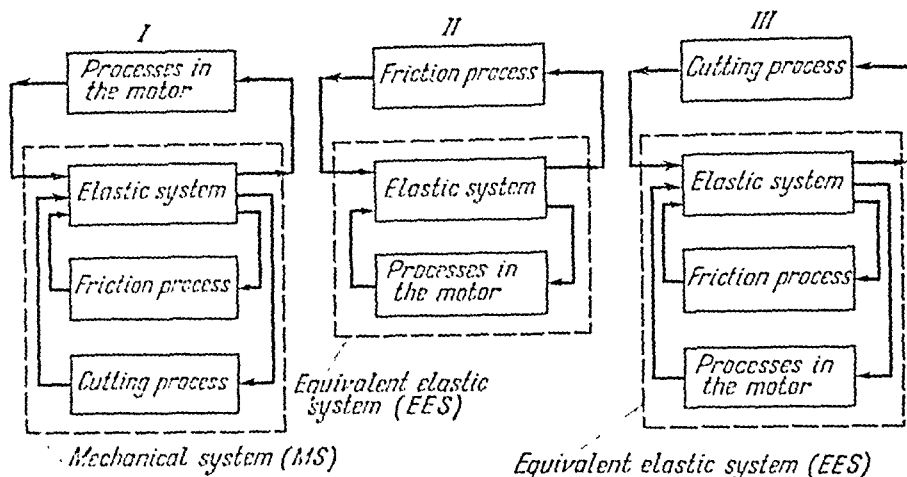 I
Processes in
the motor
Elastic system
Friction process
Cutting process
Mechanical system (MS)
II
Friction process
Elastic system
Processes in
the motor
Equivalent elastic
system (EES)
III
Cutting process
Elastic system
Friction process
Processes in
the motor
Equivalent elastic system (EES)